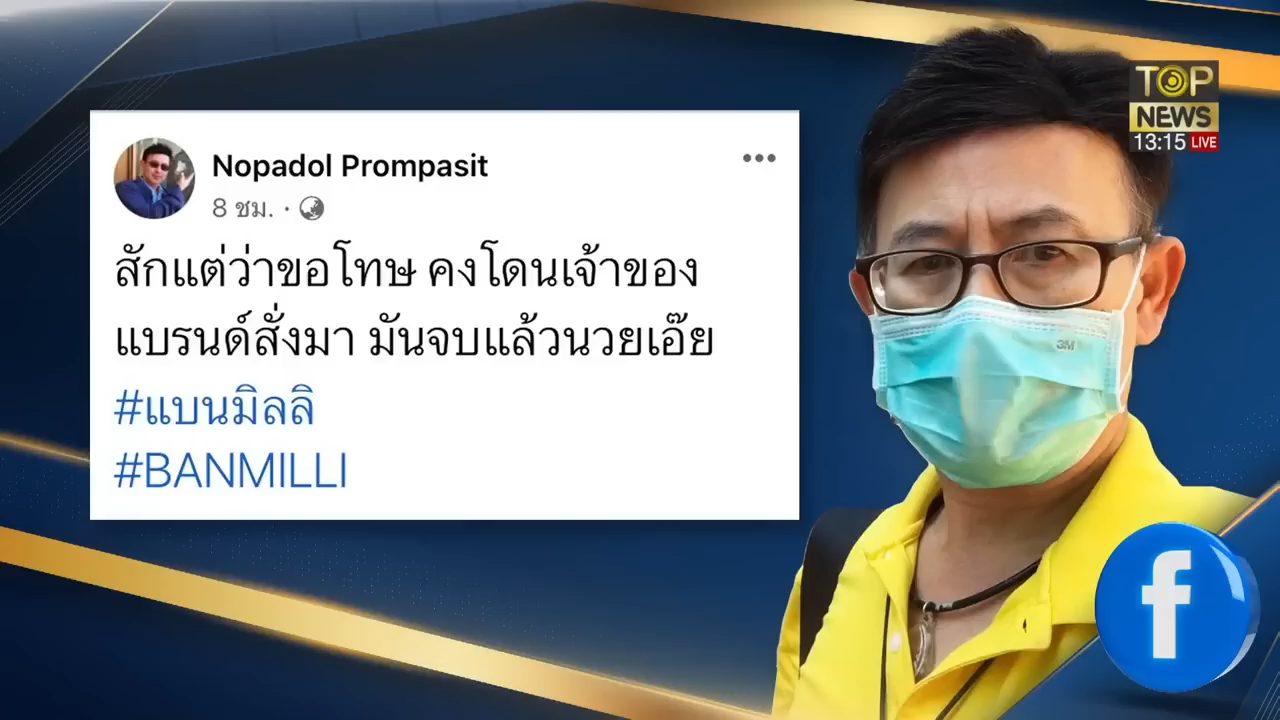 TOP
NEWS
13:15 LIVE
Nopadol Prompasit
8 ชม. ·
สักแต่ว่าขอโทษ คงโดนเจ้าของ
แบรนด์สั่งมา มันจบแล้วนวยเอ๊ย
#แบนมิลลิ
#BANMILLI
3M
f